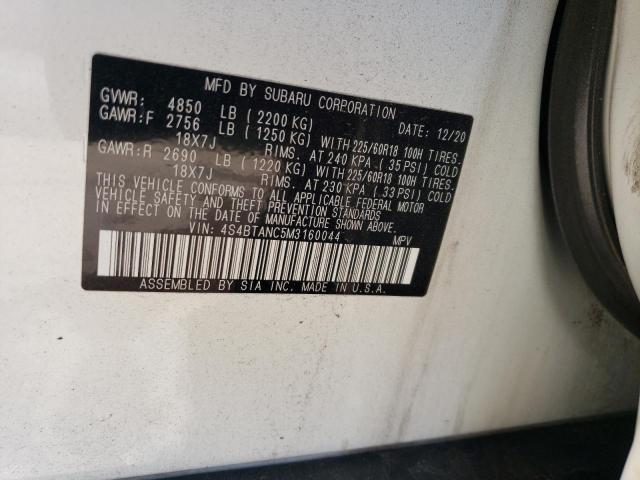 MFD BY SUBARU CORPORATION
GVWR: 4850 LB (2200 KG) DATE: 12/20
GAWR:F 2756 LB (1250 KG) WITH 225/60R18 100H TIRES.
18X7J RIMS. AT 240 KPA (35 PSI) COLD
GAWR:R 2690 LB (1220 KG) WITH 225/60R18 100H TIRES.
18X7J RIMS. AT 230 KPA (33 PSI) COLD
THIS VEHICLE CONFORMS TO ALL APPLICABLE FEDERAL MOTOR
VEHICLE SAFETY AND THEFT PREVENTION STANDARDS
IN EFFECT ON THE DATE OF MANUFACTURE SHOWN ABOVE.
VIN: 4S4BTANC5M3160044 MPV
ASSEMBLED BY SIA INC. MADE IN U.S.A.